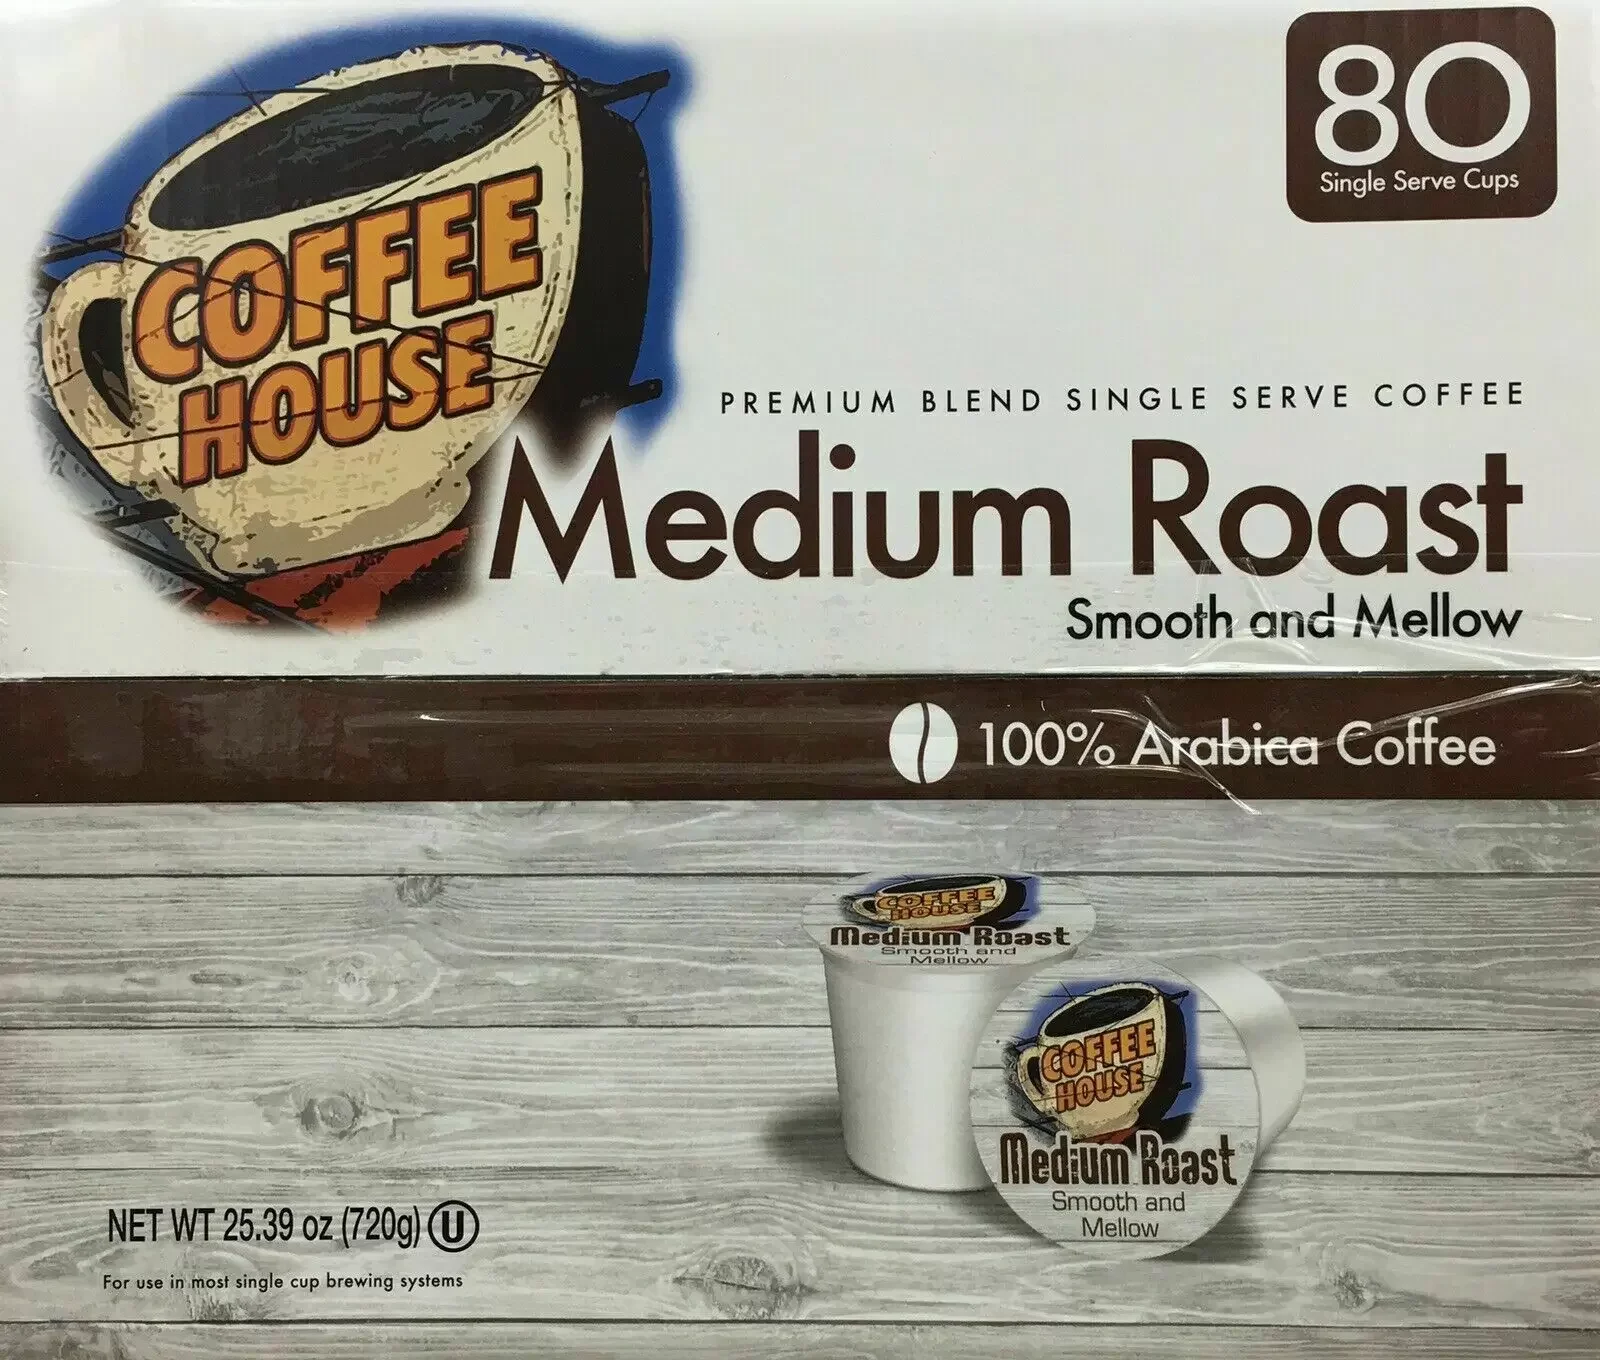 80
Single Serve Cups
COFFEE
HOUSE
PREMIUM BLEND SINGLE SERVE COFFEE
Medium Roast
Smooth and Mellow
100% Arabica Coffee
COFFEE
HOUSE
Medium Roast
Smooth and
Mellow
COFFEE
HOUSE
Medium Roast
Smooth and
Mellow
NET WT 25.39 oz (720g) U
For use in most single cup brewing systems